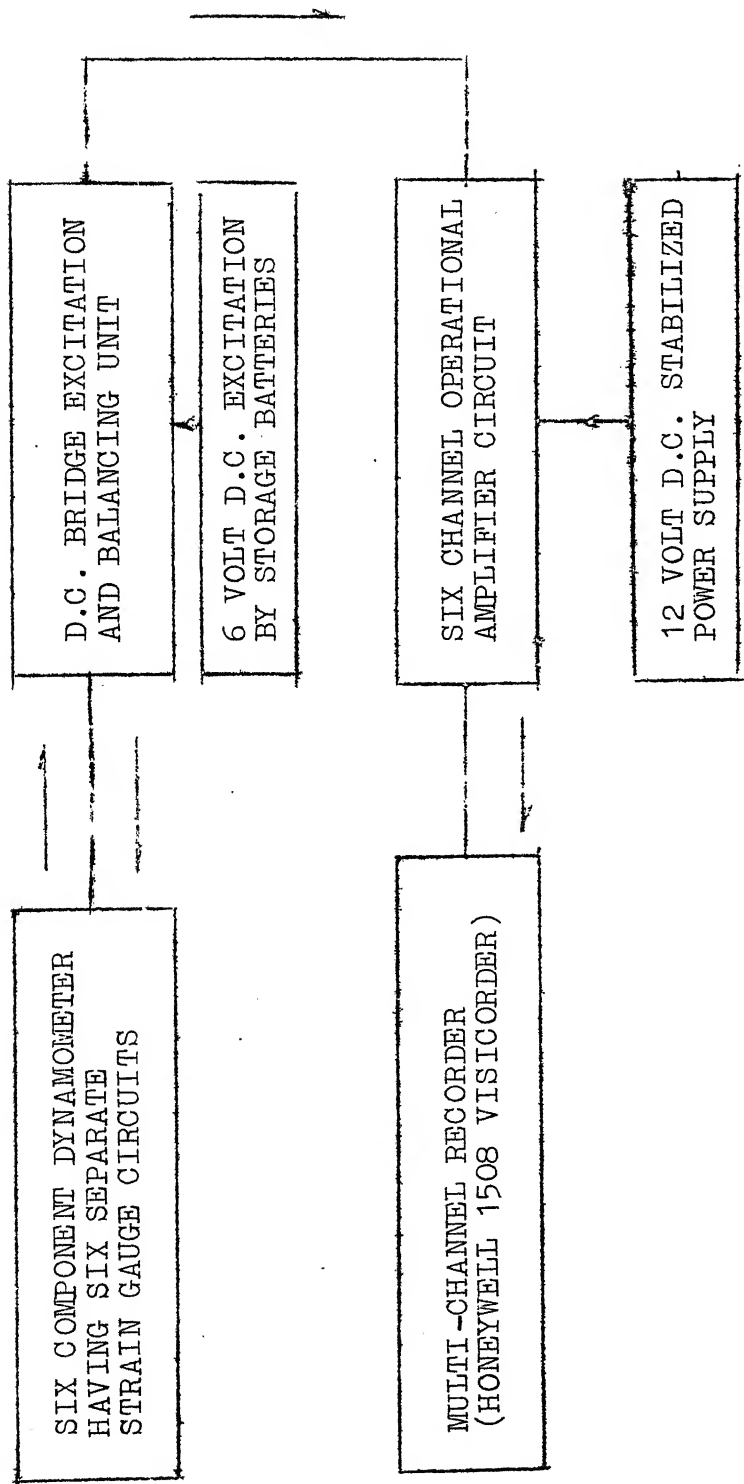 SIX COMPONENT DYNAMOMETER
HAVING SIX SEPARATE
STRAIN GAUGE CIRCUITS
D.C. BRIDGE EXCITATION
AND BALANCING UNIT
6 VOLT D.C. EXCITATION
BY STORAGE BATTERIES
MULTI-CHANNEL RECORDER
(HONEYWELL 1508 VISICORDER)
SIX CHANNEL OPERATIONAL
AMPLIFIER CIRCUIT
12 VOLT D.C. STABILIZED
POWER SUPPLY